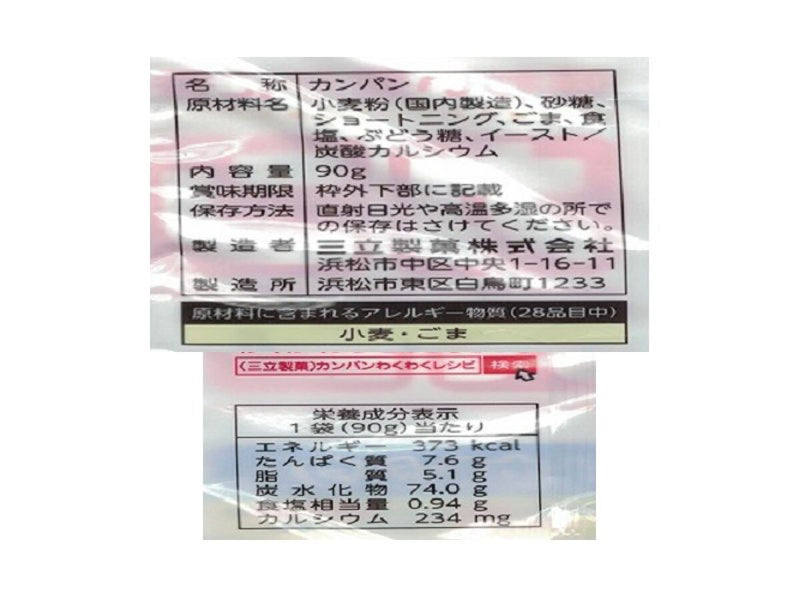 名称 カンパン
原材料名 小麦粉(国内製造)、砂糖、
ショートニング、ごま、食
塩、ぶどう糖、イースト/
炭酸カルシウム
内容量 90g
賞味期限 枠外下部に記載
保存方法 直射日光や高温多湿の所で
の保存はさけてください。
製造者 三立製菓株式会社
浜松市中区中央1-16-11
製造所 浜松市東区白鳥町1233
原材料に含まれるアレルギー物質(28品目中)
小麦・ごま
(三立製菓)カンパンわくわくレシピ 検索
栄養成分表示
1袋(90g)当たり
エネルギー 373 kcal
たんぱく質 7.6 g
脂質 5.1 g
炭水化物 74.0 g
食塩相当量 0.94 g
カルシウム 234 mg